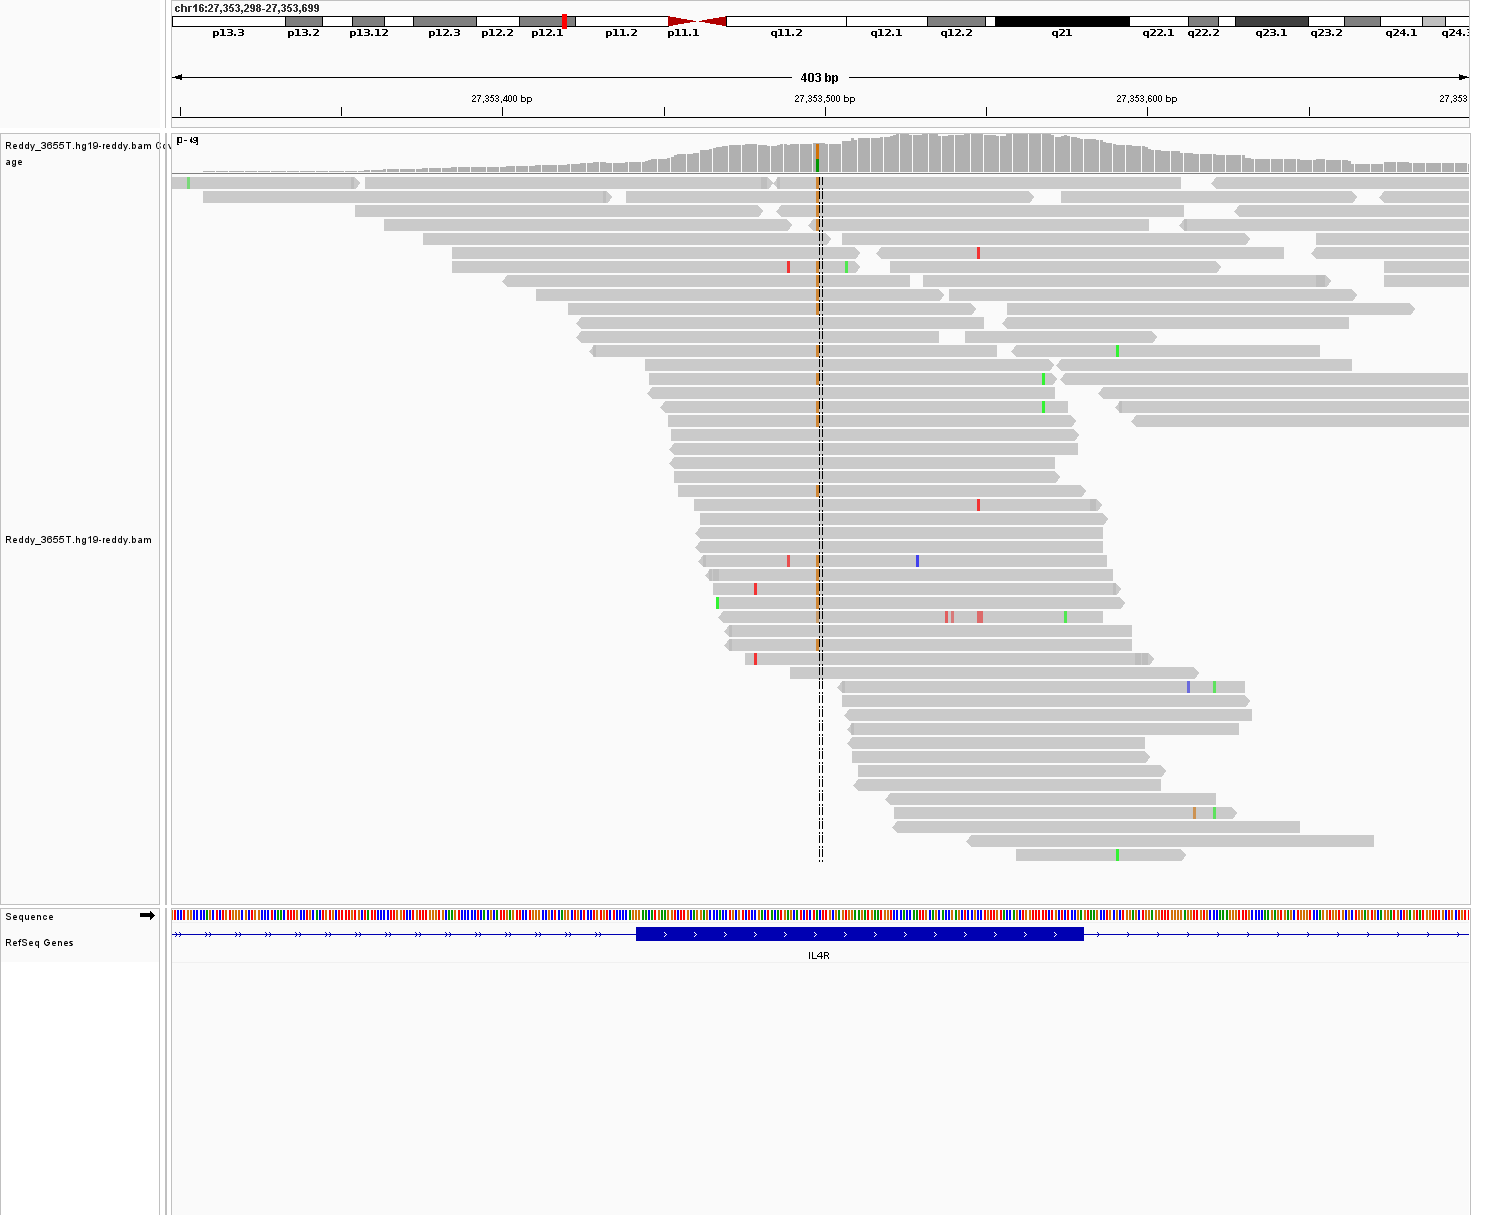 chr16:27,353,298-27,353,699
p13.3 p13.2 p13.12 p12.3 p12.2 p12.1 p11.2 p11.1 q11.2 q12.1 q12.2 q21 q22.1 q22.2 q23.1 q23.2 q24.1 q24.3
403 bp
27,353,400 bp 27,353,500 bp 27,353,600 bp 27,353
Reddy_3655T.hg19-reddy.bam Cov
age
Reddy_3655T.hg19-reddy.bam
Sequence
RefSeq Genes
IL4R